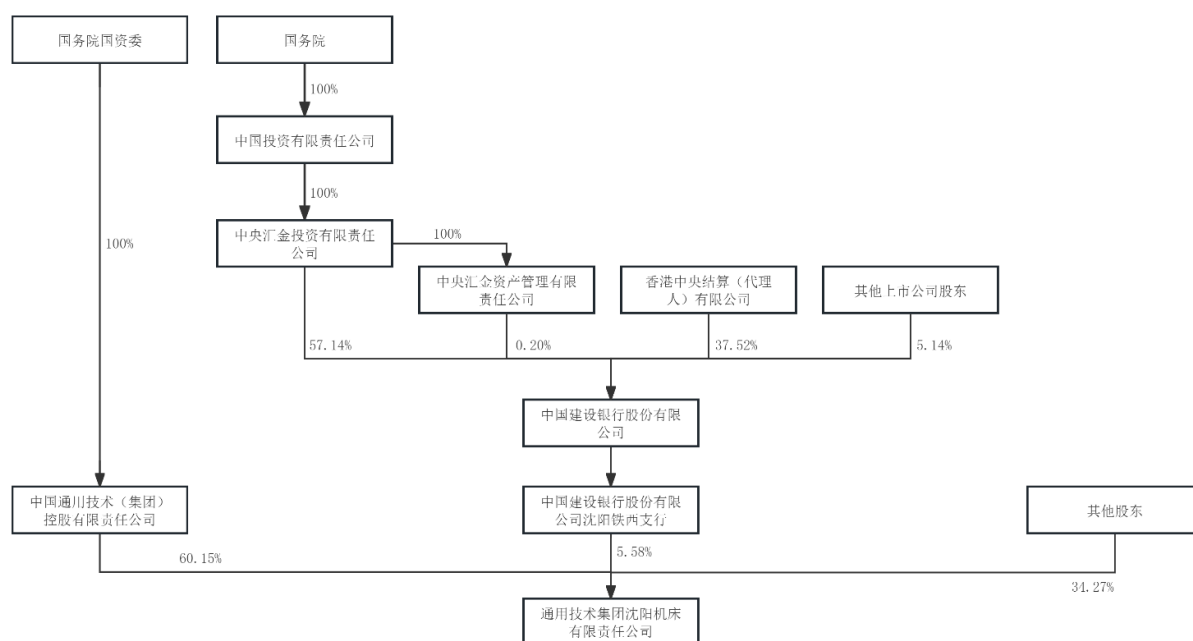 国务院国资委
国务院
100%
中国投资有限责任公司
100%
中央汇金投资有限责任
公司
100%
100%
中央汇金资产管理有限
责任公司
香港中央结算（代理
人）有限公司
其他上市公司股东
57.14%
0.20%
37.52%
5.14%
中国建设银行股份有限
公司
中国通用技术（集团）
控股有限责任公司
中国建设银行股份有限
公司沈阳铁西支行
其他股东
60.15%
5.58%
34.27%
通用技术集团沈阳机床
有限责任公司